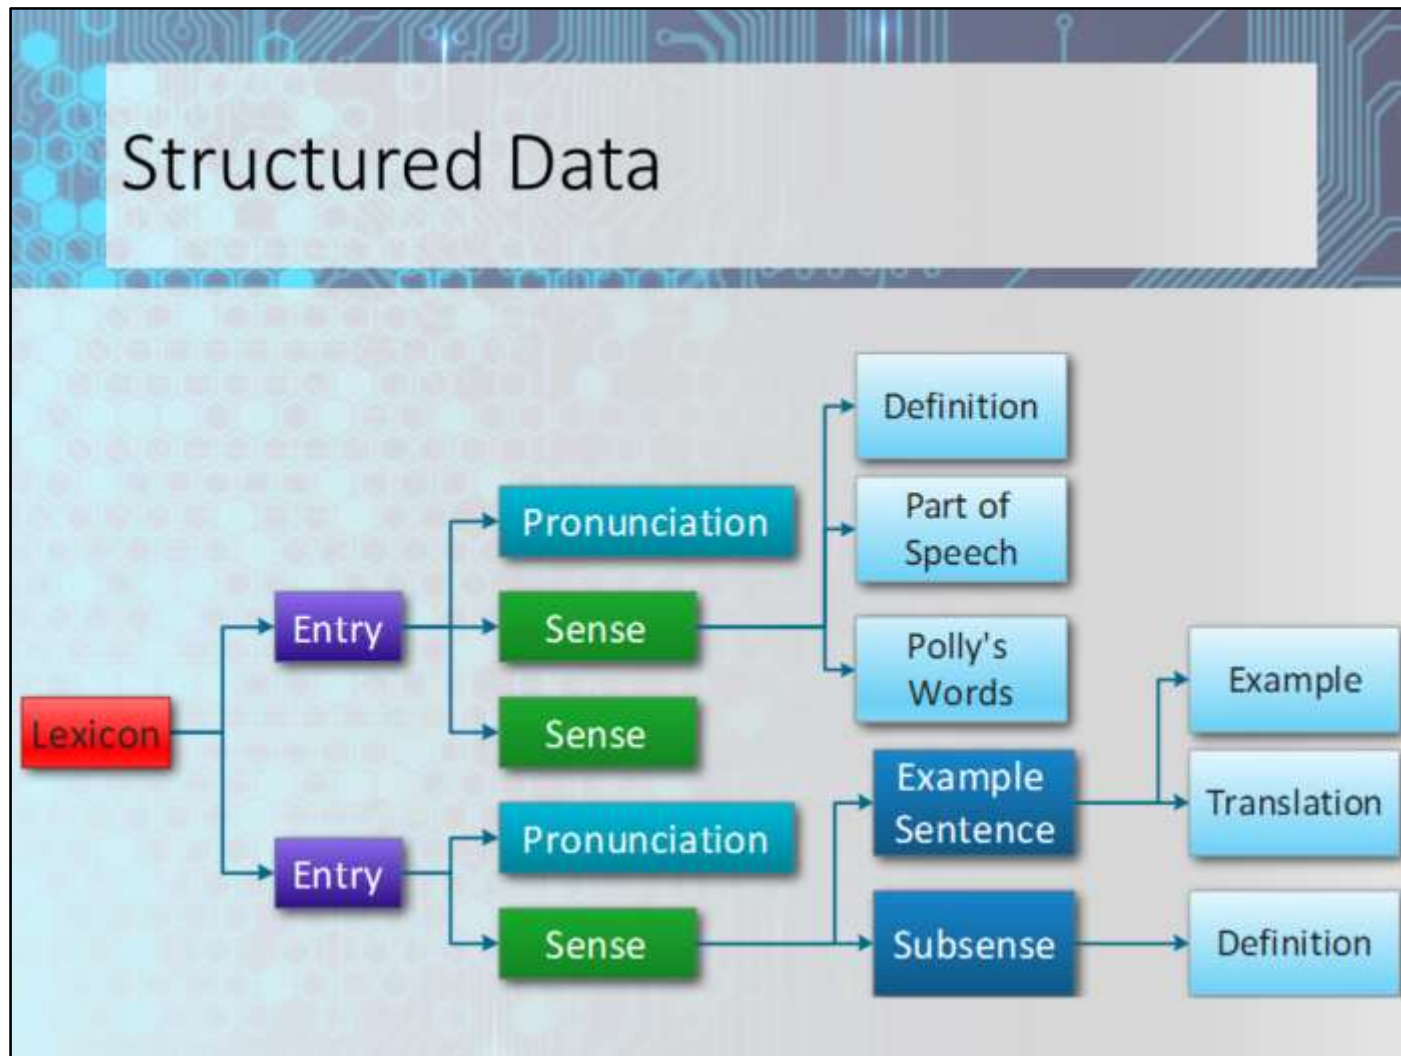 Structured Data
Definition
Pronunciation
Part of
Speech
Entry
Sense
Polly's
Words
Example
Lexicon
Sense
Example
Sentence
Translation
Pronunciation
Entry
Sense
Subsense
Definition